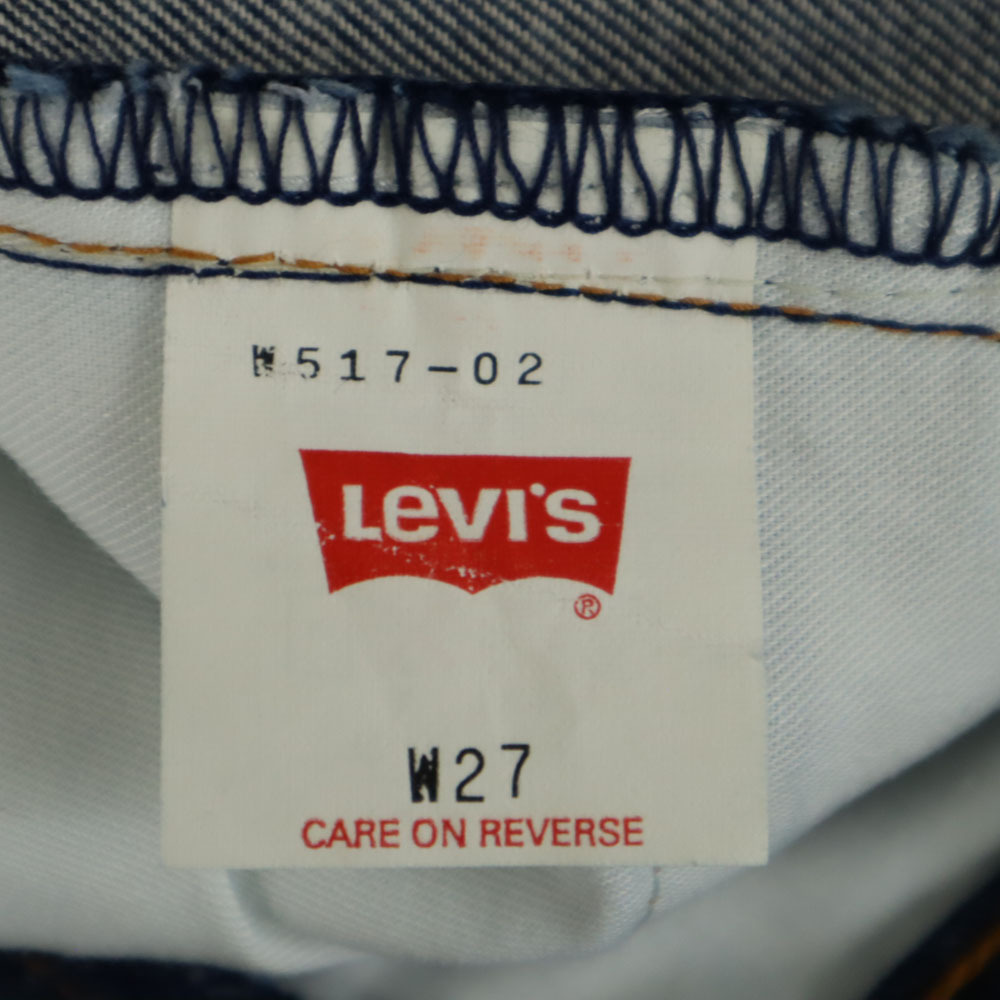 W517-02
LEVI'S
®
W27
CARE ON REVERSE